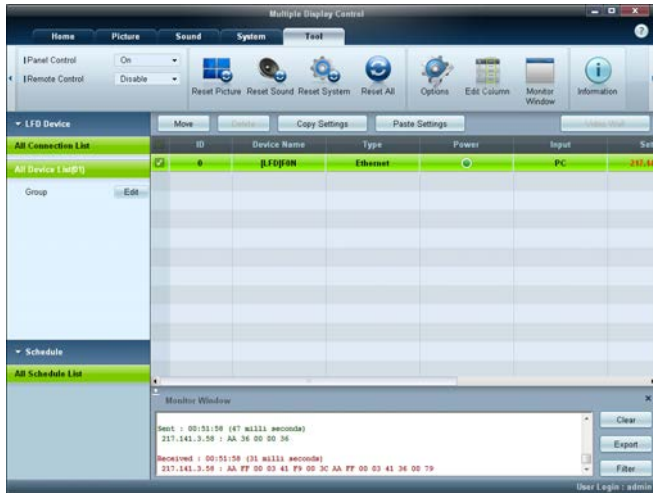 Multiple Display Control
Home Picture Sound System Tool
Panel Control On
Remote Control Disable
Reset Picture Reset Sound Reset System Reset All Options Edit Column Monitor Window Information
LFD Device
Move Delete Copy Settings Paste Settings Video Wall
All Connection List
ID Device Name Type Power Input Set
All Device List(01)
0 [LFD]F0N Ethernet PC 217.14
Group Edit
Schedule
All Schedule List
Monitor Window
Sent : 00:51:58 (47 milli seconds)
217.141.3.58 : AA 36 00 00 36
Received : 00:51:58 (31 milli seconds)
217.141.3.58 : AA FF 00 03 41 F9 00 3C AA FF 00 03 41 36 00 79
Clear
Export
Filter
User Login : admin